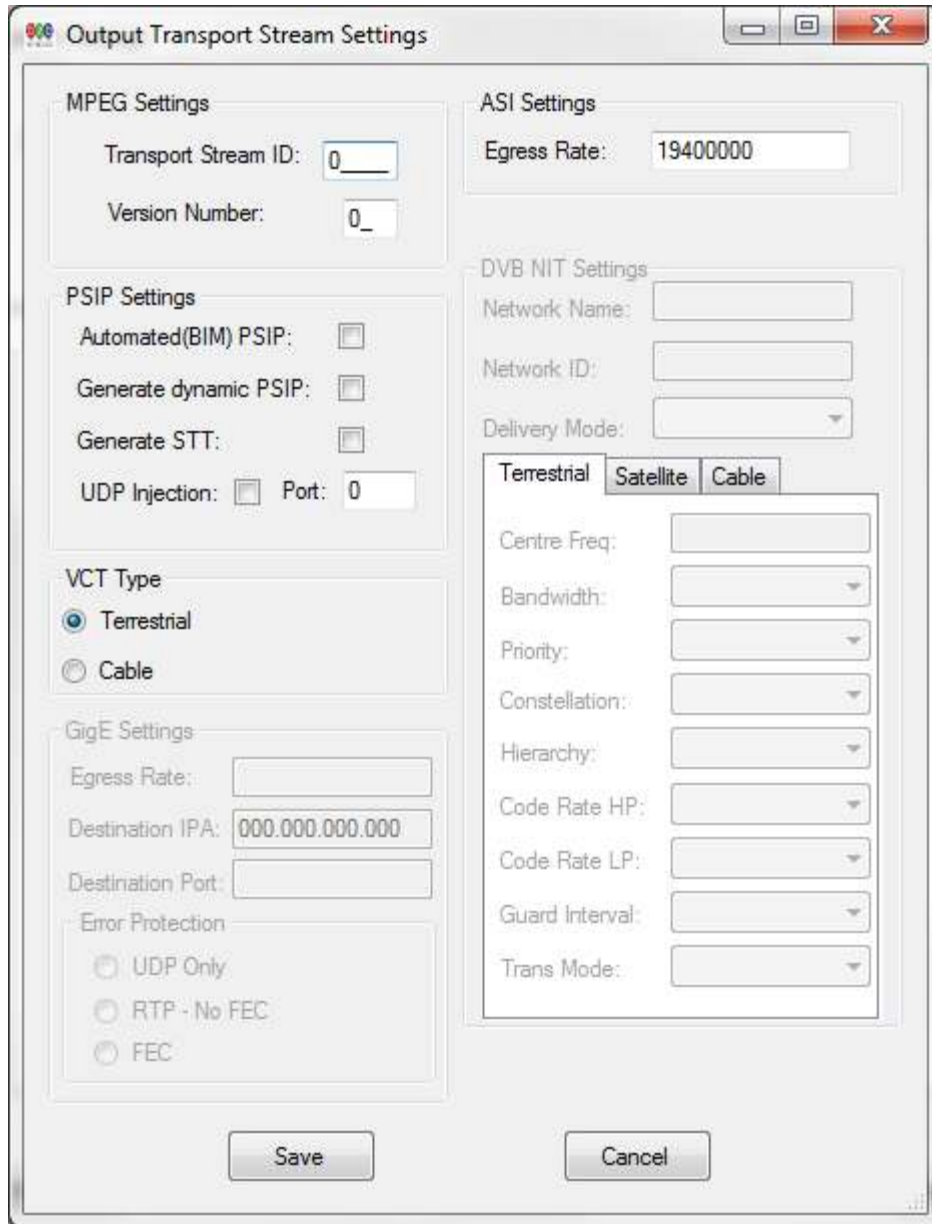 Output Transport Stream Settings
MPEG Settings
Transport Stream ID: 0____
Version Number: 0_
PSIP Settings
Automated(BIM) PSIP:
Generate dynamic PSIP:
Generate STT:
UDP Injection: Port: 0
VCT Type
Terrestrial
Cable
GigE Settings
Egress Rate:
Destination IPA: 000.000.000.000
Destination Port:
Error Protection
UDP Only
RTP - No FEC
FEC
ASI Settings
Egress Rate: 19400000
DVB NIT Settings
Network Name:
Network ID:
Delivery Mode:
Terrestrial Satellite Cable
Centre Freq:
Bandwidth:
Priority:
Constellation:
Hierarchy:
Code Rate HP:
Code Rate LP:
Guard Interval:
Trans Mode:
Save Cancel